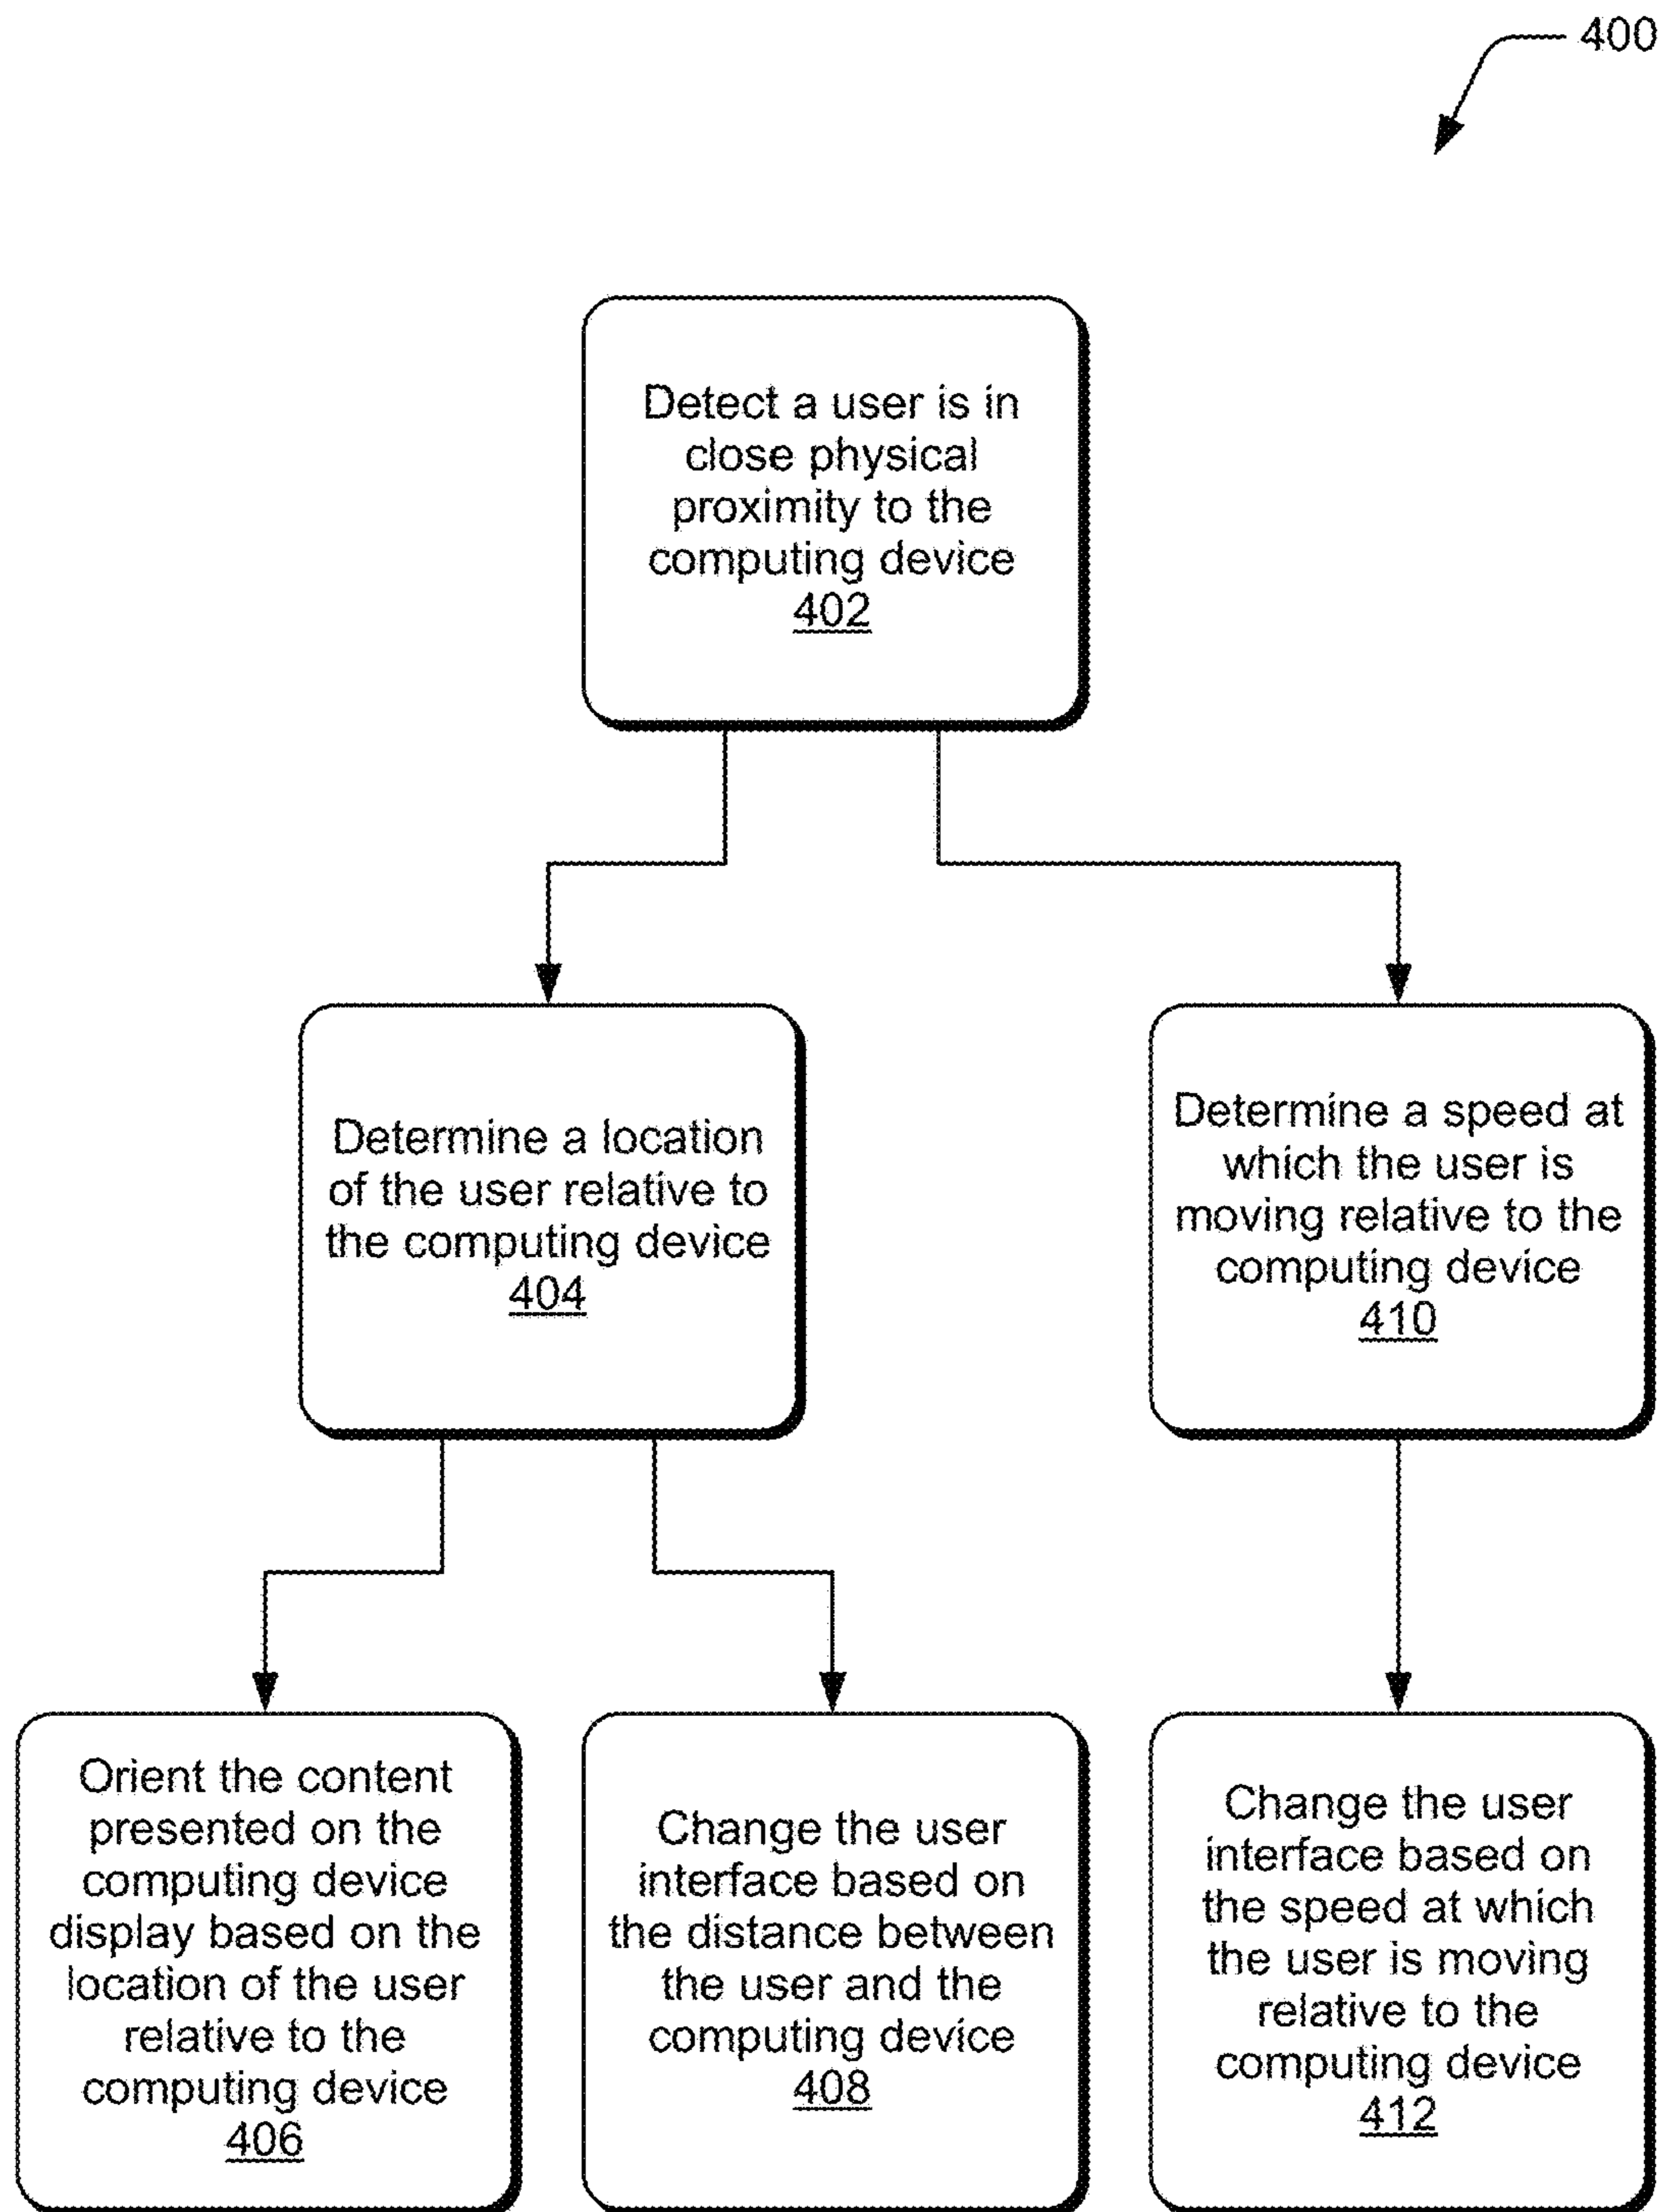 400
Detect a user is in
close physical
proximity to the
computing device
402
Determine a location
of the user relative to
the computing device
404
Determine a speed at
which the user is
moving relative to the
computing device
410
Orient the content
presented on the
computing device
display based on the
location of the user
relative to the
computing device
406
Change the user
interface based on
the distance between
the user and the
computing device
408
Change the user
interface based on
the speed at which
the user is moving
relative to the
computing device
412